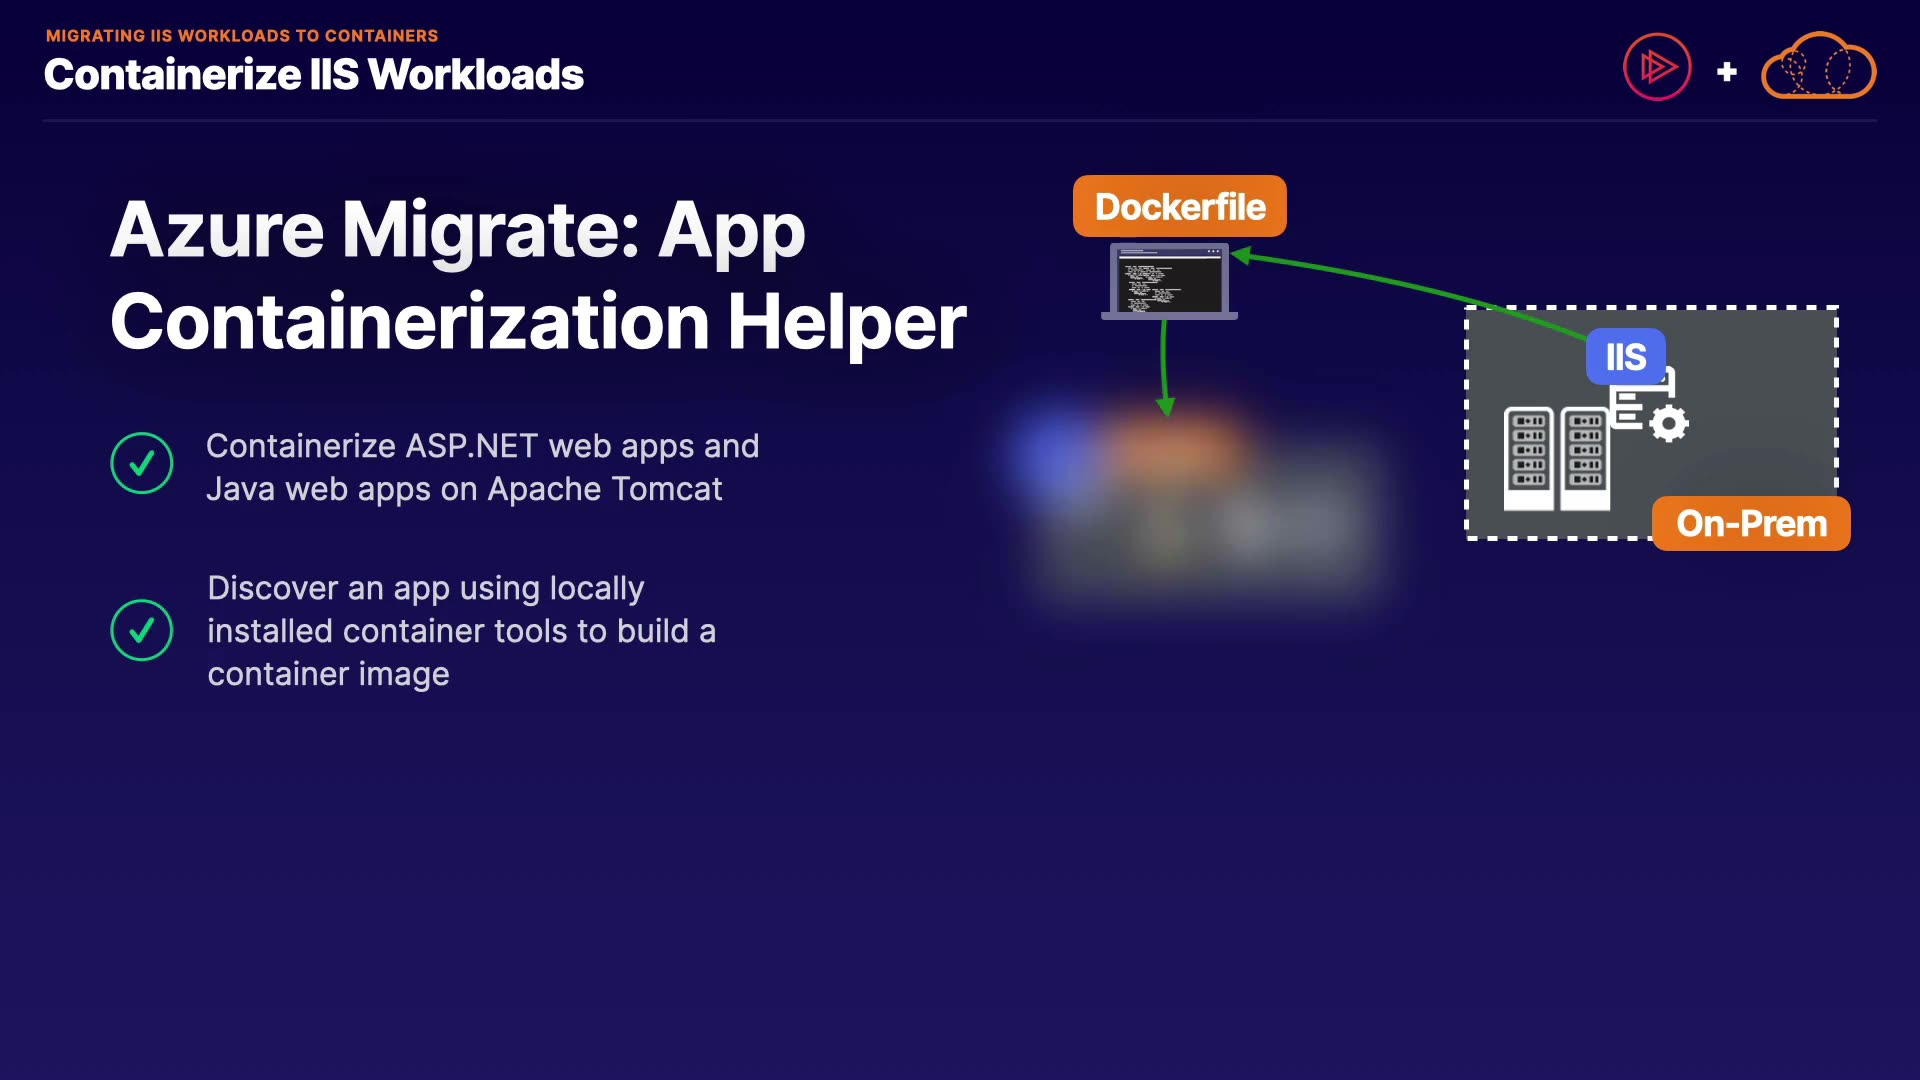 MIGRATING IIS WORKLOADS TO CONTAINERS
Containerize IIS Workloads
Azure Migrate: App
Containerization Helper
Containerize ASP.NET web apps and
Java web apps on Apache Tomcat
Discover an app using locally
installed container tools to build a
container image
Dockerfile
IIS
On-Prem